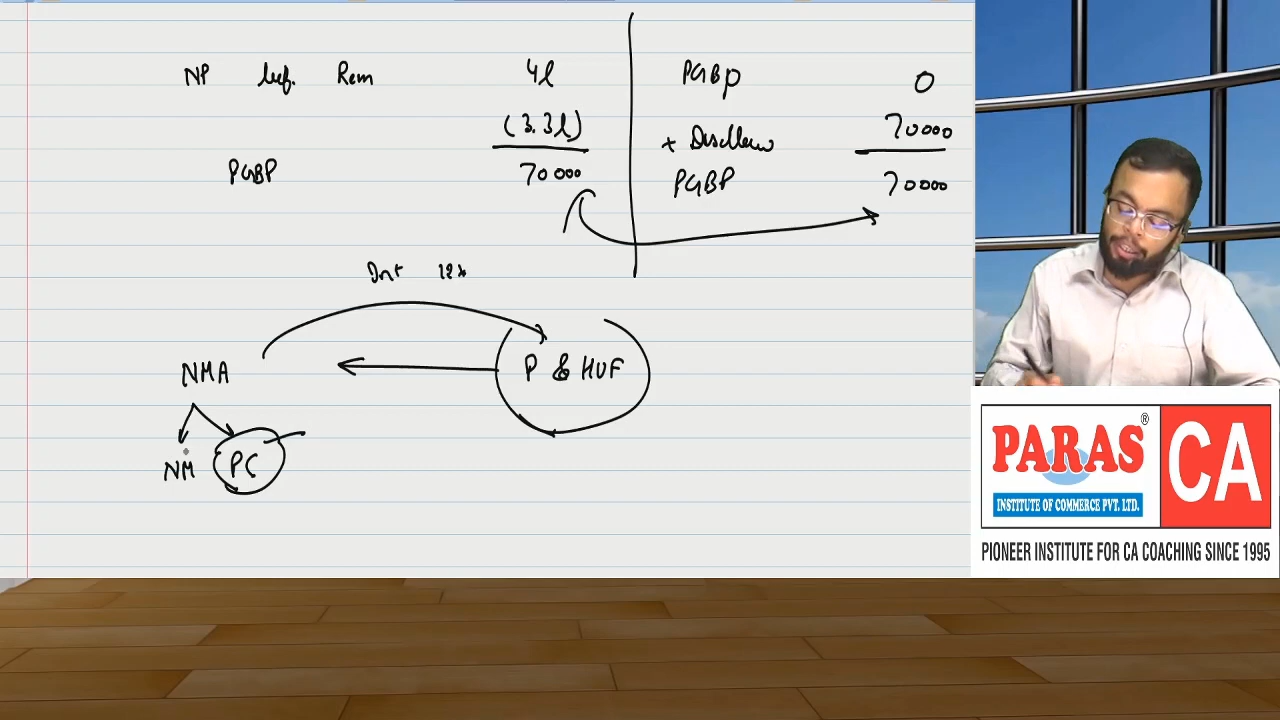 NP bef. Rem 4l
(3.3l)
PGBP 70000
PGBP 0
+ Disallow 70000
PGBP 70000
Int 12%
NMA
P & HUF
NM PC
PARAS®
INSTITUTE OF COMMERCE PVT. LTD.
CA
PIONEER INSTITUTE FOR CA COACHING SINCE 1995